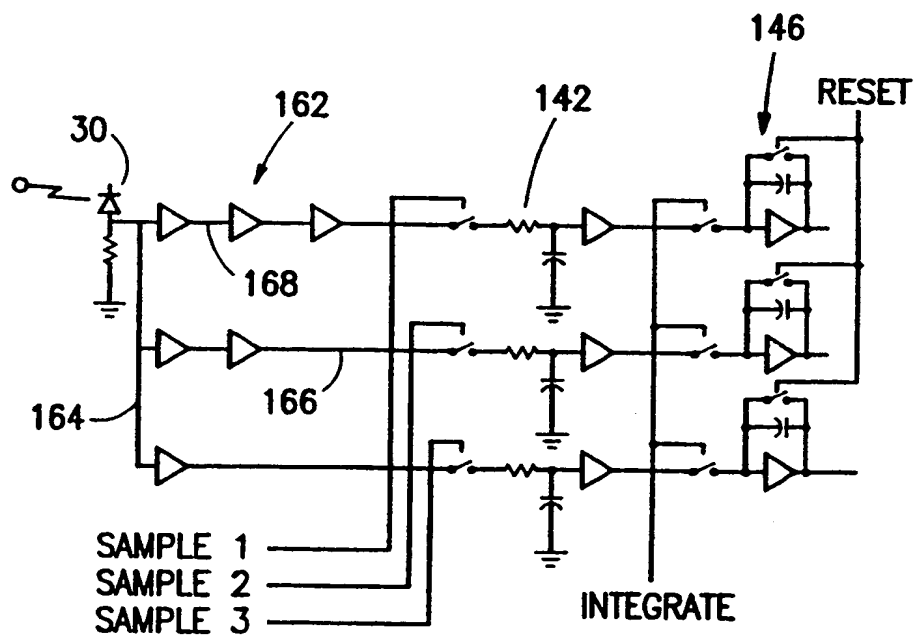 146
RESET
162
142
30
168
166
164
SAMPLE 1
SAMPLE 2
SAMPLE 3
INTEGRATE